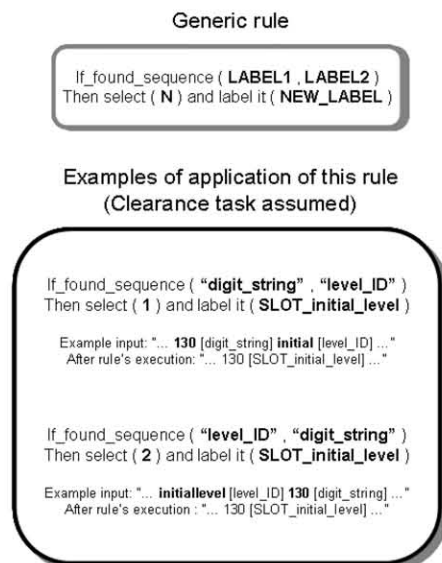 Generic rule
If_found_sequence ( LABEL1 , LABEL2 )
Then select ( N ) and label it ( NEW_LABEL )
Examples of application of this rule
(Clearance task assumed)
If_found_sequence ( “digit_string” , “level_ID” )
Then select ( 1 ) and label it ( SLOT_initial_level )
Example input: "... 130 [digit_string] initial [level_ID] ..."
After rule's execution: "... 130 [SLOT_initial_level] ..."
If_found_sequence ( “level_ID” , “digit_string” )
Then select ( 2 ) and label it ( SLOT_initial_level )
Example input: "... initiallevel [level_ID] 130 [digit_string] ..."
After rule's execution : "... 130 [SLOT_initial_level] ..."